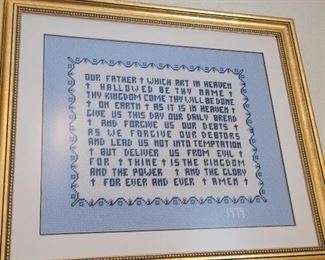 OUR FATHER ✝ WHICH ART IN HEAVEN
✝ HALLOWED BE THY NAME ✝
THY KINGDOM COME THY WILL BE DONE
✝ ON EARTH ✝ AS IT IS IN HEAVEN ✝
GIVE US THIS DAY OUR DAILY BREAD
✝ AND FORGIVE US OUR DEBTS ✝
AS WE FORGIVE OUR DEBTORS
AND LEAD US NOT INTO TEMPTATION
✝ BUT DELIVER US FROM EVIL ✝
FOR ✝ THINE ✝ IS THE KINGDOM
AND THE POWER ✝ AND THE GLORY
✝ FOR EVER AND EVER ✝ AMEN ✝
1979